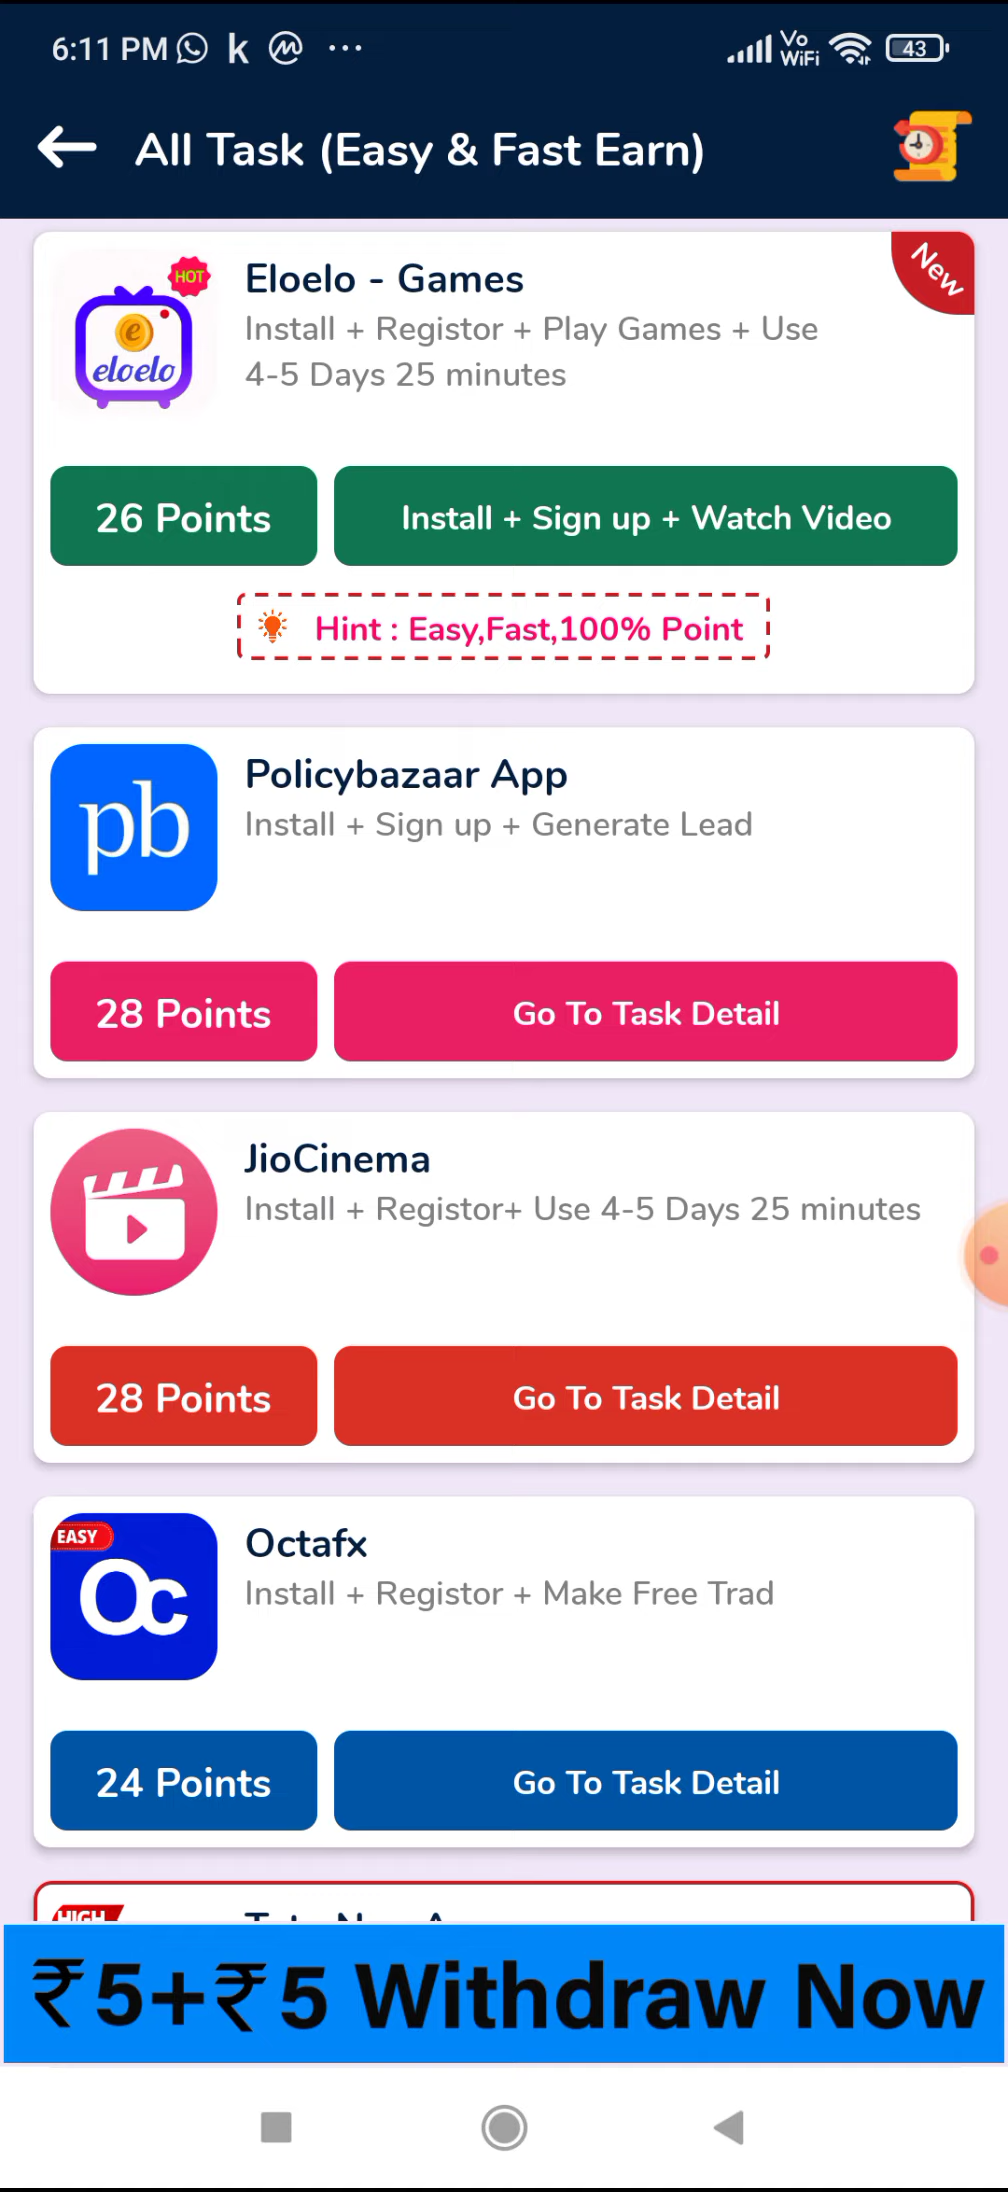 6:11 PM
Vo
WiFi
43
All Task (Easy & Fast Earn)
HOT
e
eloelo
Eloelo - Games
Install + Registor + Play Games + Use
4-5 Days 25 minutes
New
26 Points
Install + Sign up + Watch Video
Hint : Easy,Fast,100% Point
pb
Policybazaar App
Install + Sign up + Generate Lead
28 Points
Go To Task Detail
JioCinema
Install + Registor+ Use 4-5 Days 25 minutes
28 Points
Go To Task Detail
EASY
Oc
Octafx
Install + Registor + Make Free Trad
24 Points
Go To Task Detail
HIGH
₹5+₹5 Withdraw Now